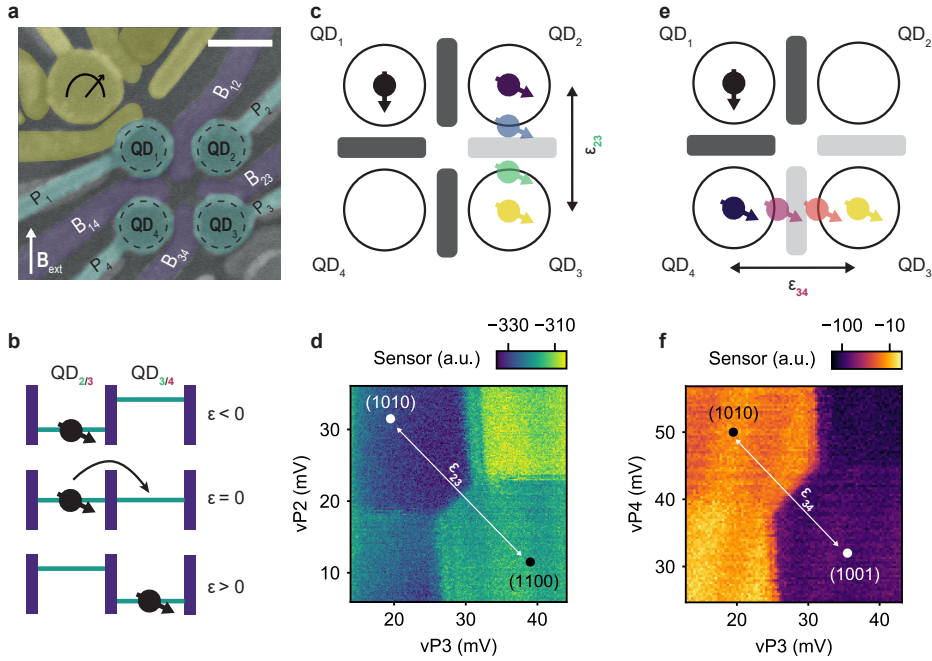 a
QD1
QD2
QD3
QD4
B12
B23
B34
B14
P1
P2
P3
P4
Bext
b
QD2/3
QD3/4
ε < 0
ε = 0
ε > 0
c
QD1
QD2
QD4
QD3
ε23
d
−330
−310
Sensor (a.u.)
(1010)
ε23
(1100)
30
20
10
vP2 (mV)
20
30
40
vP3 (mV)
e
QD1
QD2
QD4
QD3
ε34
f
−100
−10
Sensor (a.u.)
(1010)
ε34
(1001)
50
40
30
vP4 (mV)
20
30
40
vP3 (mV)